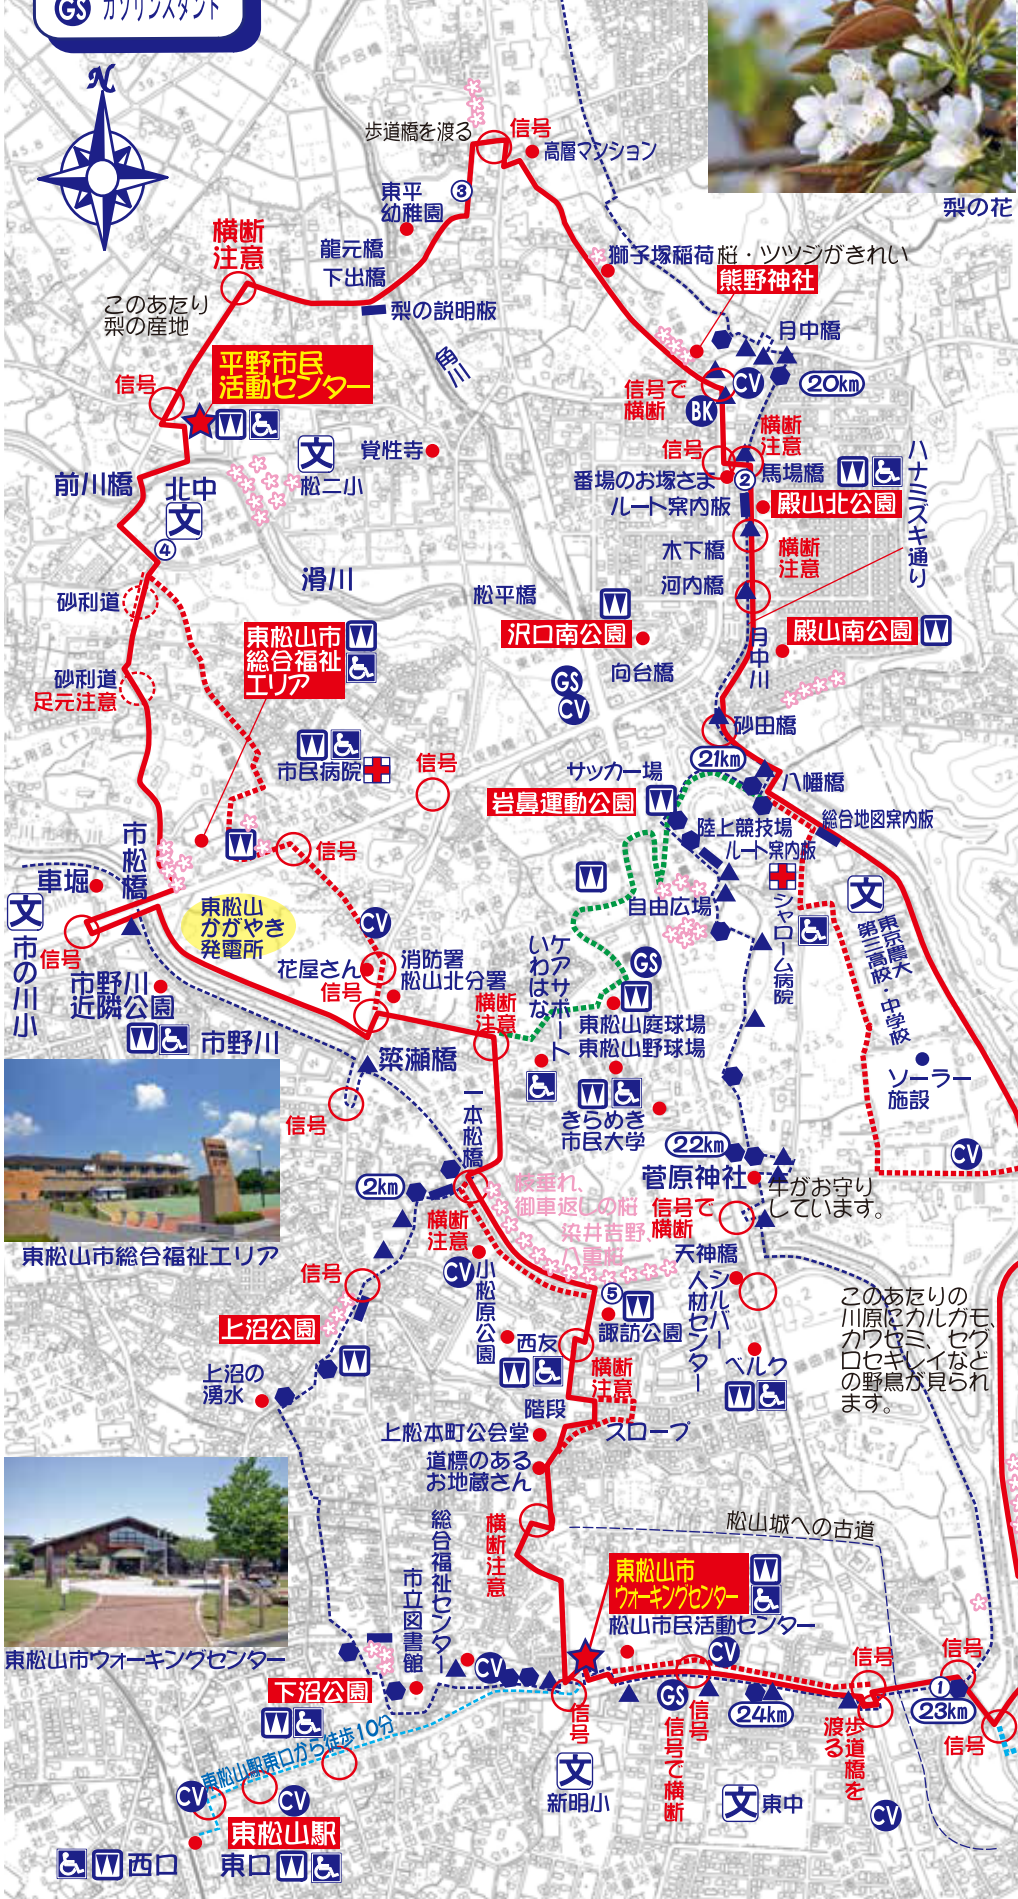 GS ガソリンスタンド
N
梨の花
歩道橋を渡る
信号
高層マンション
③
東平
幼稚園
横断
注意
龍元橋
下出橋
獅子塚稲荷
桜・ツツジがきれい
熊野神社
このあたり
梨の産地
梨の説明板
角川
月中橋
平野市民
活動センター
信号
信号で
横断
CV
20km
BK
横断
注意
信号
文
覚性寺
前川橋
北中
文
松二小
番場のお塚さま
②
馬場橋
ルート案内板
殿山北公園
ハナミズキ通り
④
木下橋
横断
注意
滑川
松平橋
河内橋
砂利道
東松山市
総合福祉
エリア
沢口南公園
殿山南公園
月中川
向台橋
砂利道
足元注意
GS
CV
砂田橋
市民病院
信号
21km
サッカー場
八幡橋
岩鼻運動公園
総合地図案内板
陸上競技場
ルート案内板
市松橋
信号
車堀
文
文
東松山
かがやき
発電所
CV
自由広場
シャローム病院
東京農大
第三高校・中学校
市の川小
信号
花屋さん
信号
消防署
松山北分署
ケアサポート
いわはな
GS
市野川
近隣公園
横断
注意
東松山庭球場
東松山野球場
市野川
簗瀬橋
ソーラー
施設
信号
一本松橋
きらめき
市民大学
22km
CV
菅原神社
2km
枝垂れ、
御車返しの桜
染井吉野、
八重桜
牛がお守り
しています。
信号で
横断
横断
注意
東松山市総合福祉エリア
天神橋
信号
CV
小松原公園
⑤
シルバー
人材センター
このあたりの
川原にカルガモ、
カワセミ、セグ
ロセキレイなど
の野鳥が見られ
ます。
上沼公園
諏訪公園
西友
ベルク
上沼の
湧水
横断
注意
階段
スロープ
上松本町公会堂
道標のある
お地蔵さん
松山城への古道
総合福祉センター
横断注意
市立図書館
東松山市
ウォーキングセンター
松山市民活動センター
東松山市ウォーキングセンター
CV
CV
信号
信号
下沼公園
①
GS
24km
23km
信号
信号
信号
信号で横断
歩道橋を
渡る
東松山駅東口から徒歩10分
文
新明小
文
東中
CV
CV
CV
東松山駅
西口
東口